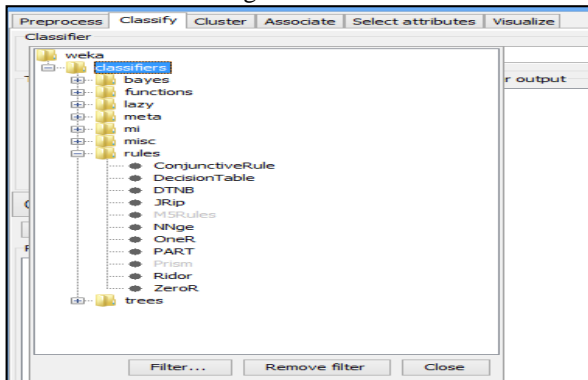 Preprocess Classify Cluster Associate Select attributes Visualize
Classifier
weka
classifiers
bayes
r output
functions
lazy
meta
mi
misc
rules
ConjunctiveRule
DecisionTable
DTNB
JRip
M5Rules
NNge
OneR
PART
Prism
Ridor
ZeroR
trees
Filter... Remove filter Close